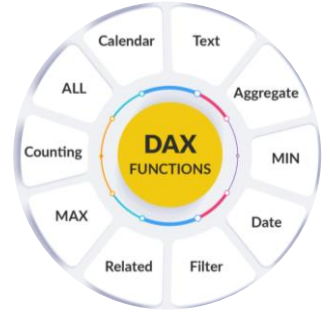 Calendar
Text
ALL
Aggregate
Counting
DAX
FUNCTIONS
MIN
MAX
Date
Related
Filter